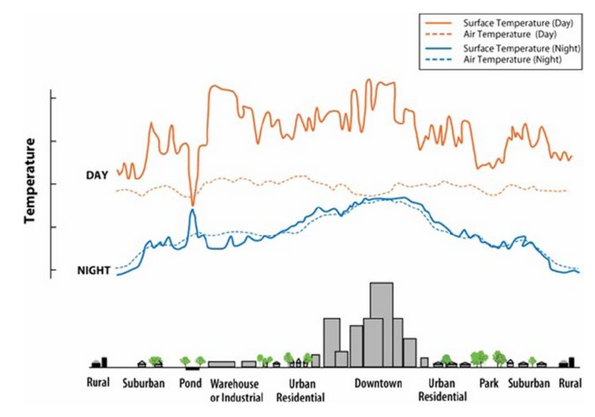 Surface Temperature (Day)
Air Temperature (Day)
Surface Temperature (Night)
Air Temperature (Night)
Temperature
DAY
NIGHT
Rural
Suburban
Pond
Warehouse
or Industrial
Urban
Residential
Downtown
Urban
Residential
Park
Suburban
Rural